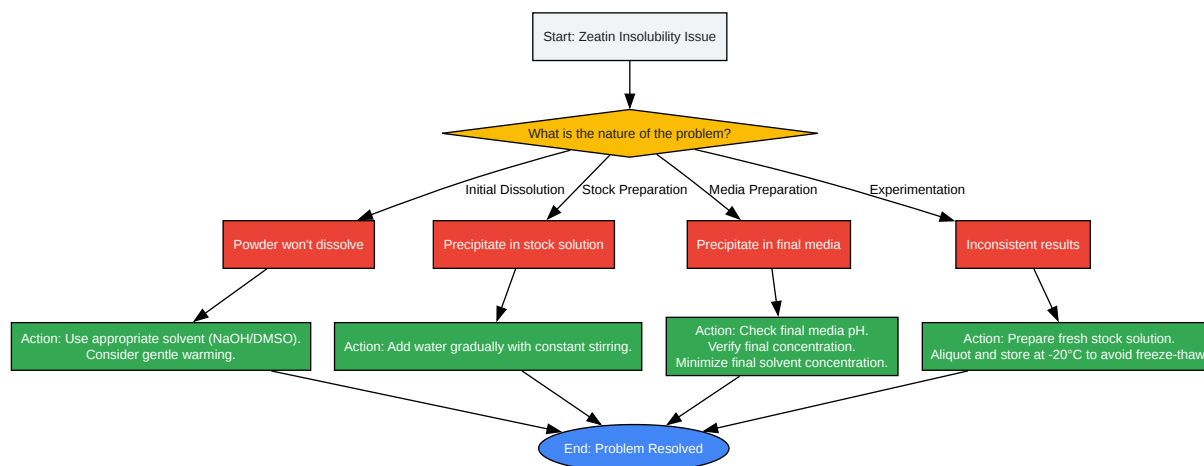 Start: Zeatin Insolubility Issue
What is the nature of the problem?
Initial Dissolution
Stock Preparation
Media Preparation
Experimentation
Powder won't dissolve
Precipitate in stock solution
Precipitate in final media
Inconsistent results
Action: Use appropriate solvent (NaOH/DMSO).
Consider gentle warming.
Action: Add water gradually with constant stirring.
Action: Check final media pH.
Verify final concentration.
Minimize final solvent concentration.
Action: Prepare fresh stock solution.
Aliquot and store at -20°C to avoid freeze-thaw
End: Problem Resolved